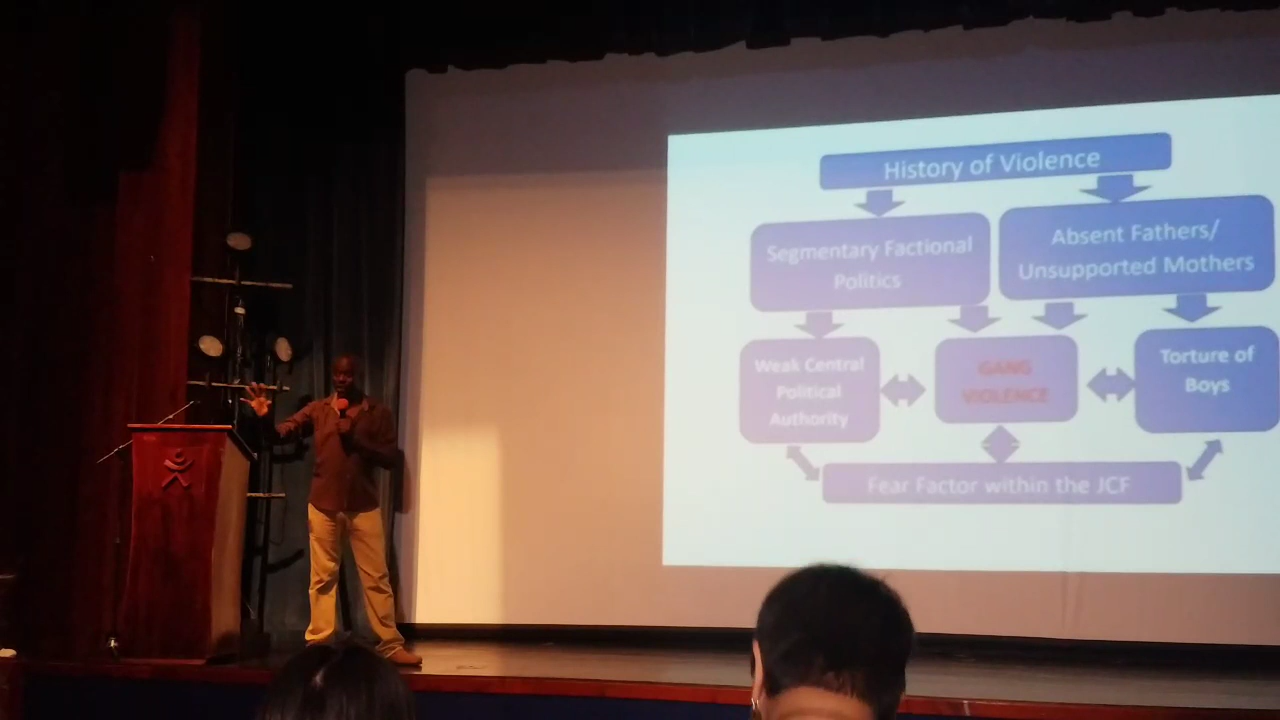 History of Violence
Segmentary Factional
Politics
Absent Fathers/
Unsupported Mothers
Weak Central
Political
Authority
GANG
VIOLENCE
Torture of
Boys
Fear Factor within the JCF